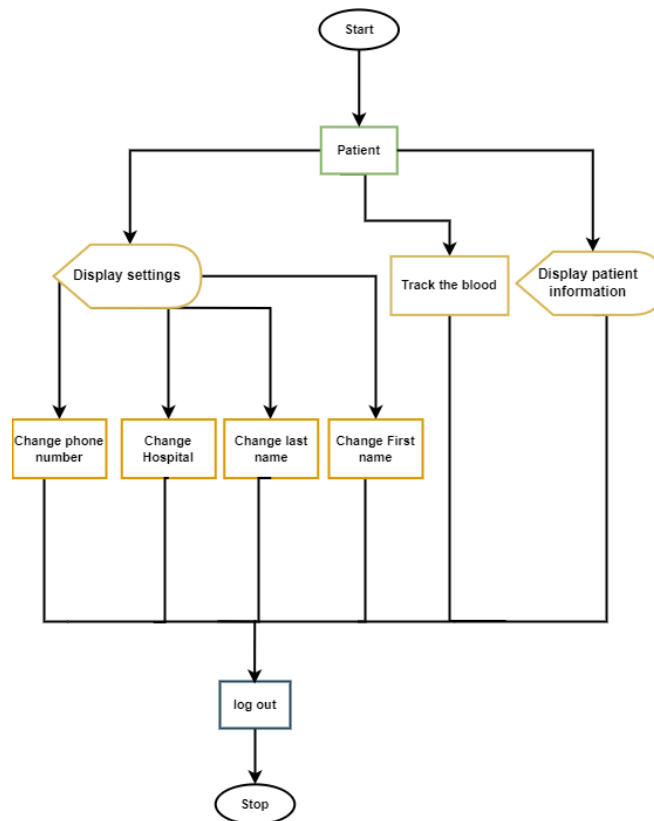 Start
Patient
Display settings
Track the blood
Display patient
information
Change phone
number
Change
Hospital
Change last
name
Change First
name
log out
Stop